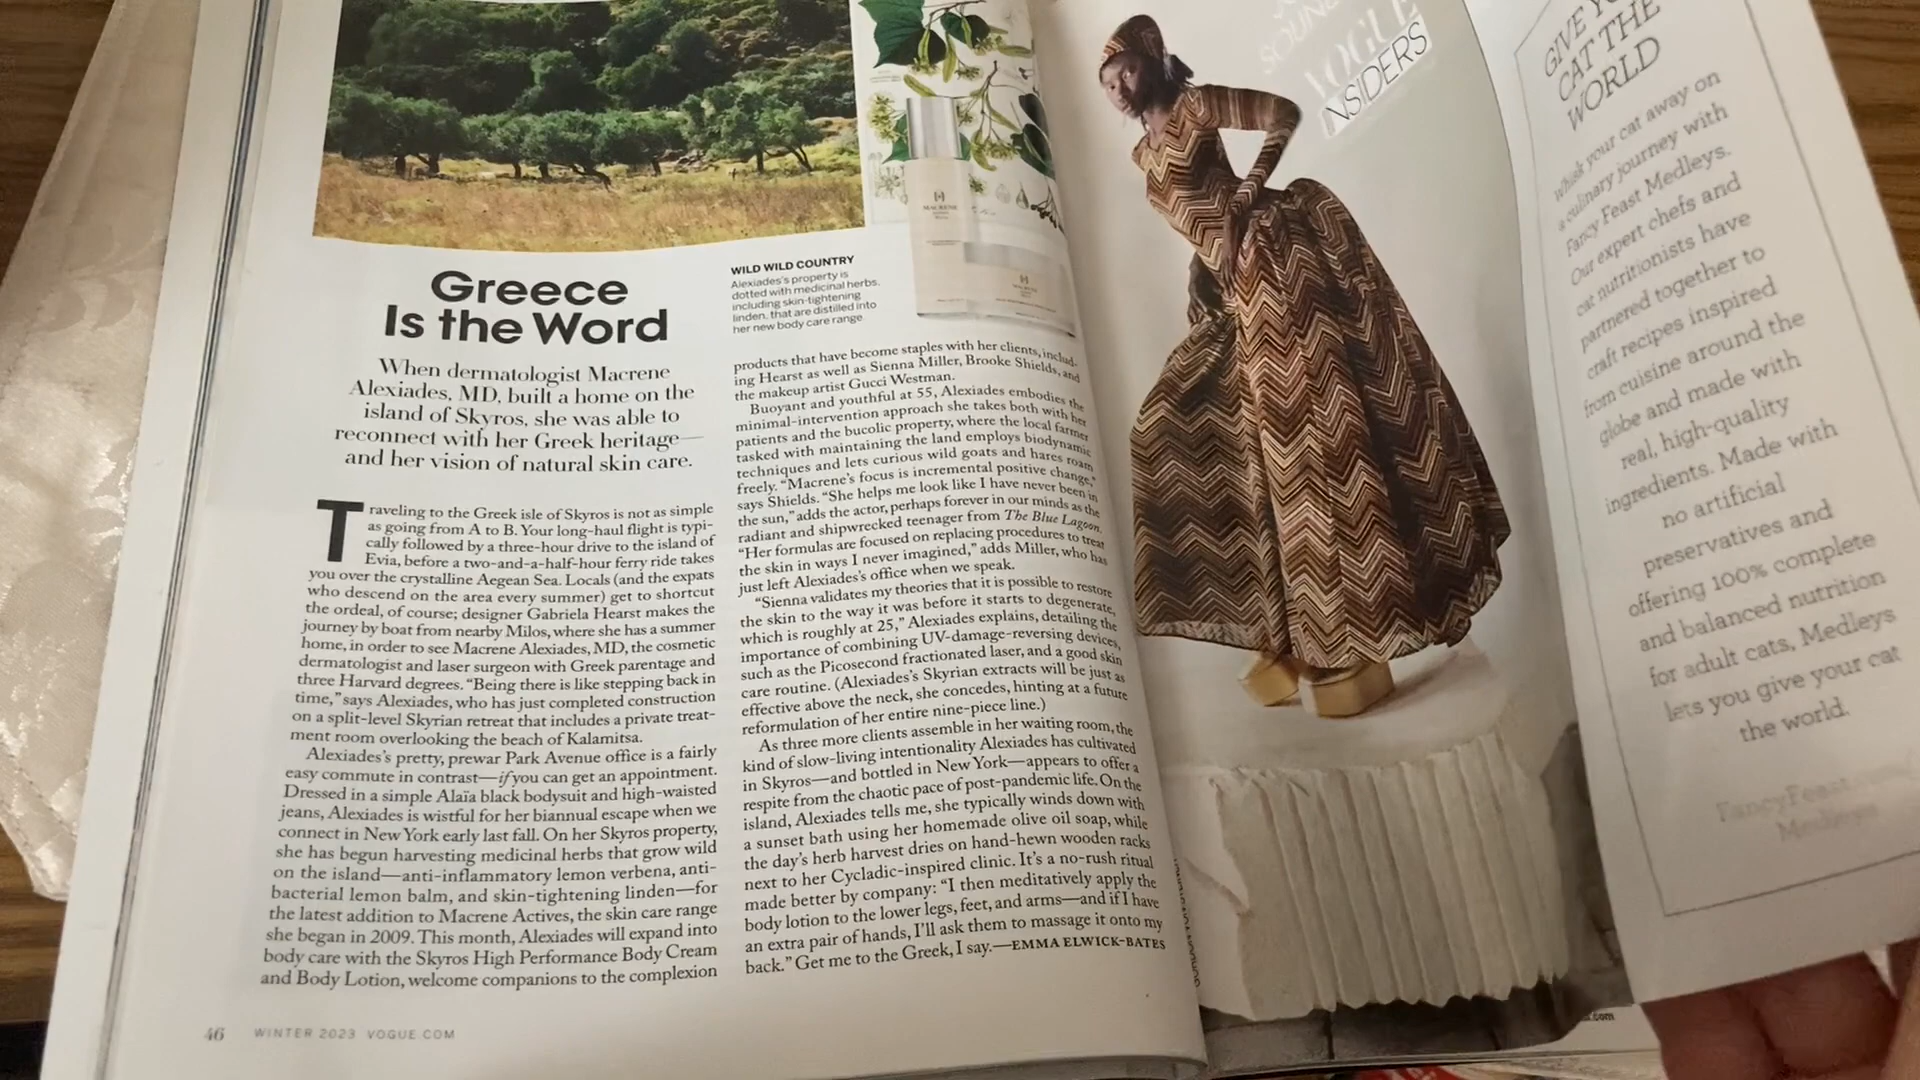 Greece
Is the Word
When dermatologist Macrene
Alexiades, MD, built a home on the
island of Skyros, she was able to
reconnect with her Greek heritage—
and her vision of natural skin care.
Traveling to the Greek isle of Skyros is not as simple
as going from A to B. Your long-haul flight is typi-
cally followed by a three-hour drive to the island of
Evia, before a two-and-a-half-hour ferry ride takes
you over the crystalline Aegean Sea. Locals (and the expats
who descend on the area every summer) get to shortcut
the ordeal, of course; designer Gabriela Hearst makes the
journey by boat from nearby Milos, where she has a summer
home, in order to see Macrene Alexiades, MD, the cosmetic
dermatologist and laser surgeon with Greek parentage and
three Harvard degrees. “Being there is like stepping back in
time,” says Alexiades, who has just completed construction
on a split-level Skyrian retreat that includes a private treat-
ment room overlooking the beach of Kalamitsa.
Alexiades’s pretty, prewar Park Avenue office is a fairly
easy commute in contrast—if you can get an appointment.
Dressed in a simple Alaïa black bodysuit and high-waisted
jeans, Alexiades is wistful for her biannual escape when we
connect in New York early last fall. On her Skyros property,
she has begun harvesting medicinal herbs that grow wild
on the island—anti-inflammatory lemon verbena, anti-
bacterial lemon balm, and skin-tightening linden—for
the latest addition to Macrene Actives, the skin care range
she began in 2009. This month, Alexiades will expand into
body care with the Skyros High Performance Body Cream
and Body Lotion, welcome companions to the complexion
46 WINTER 2023 VOGUE.COM
MACRENE
WILD WILD COUNTRY
Alexiades’s property is
dotted with medicinal herbs,
including skin-tightening
linden, that are distilled into
her new body care range
products that have become staples with her clients, includ-
ing Hearst as well as Sienna Miller, Brooke Shields, and
the makeup artist Gucci Westman.
Buoyant and youthful at 55, Alexiades embodies the
minimal-intervention approach she takes both with her
patients and the bucolic property, where the local farmer
tasked with maintaining the land employs biodynamic
techniques and lets curious wild goats and hares roam
freely. “Macrene’s focus is incremental positive change,”
says Shields. “She helps me look like I have never been in
the sun,” adds the actor, perhaps forever in our minds as the
radiant and shipwrecked teenager from The Blue Lagoon.
“Her formulas are focused on replacing procedures to treat
the skin in ways I never imagined,” adds Miller, who has
just left Alexiades’s office when we speak.
“Sienna validates my theories that it is possible to restore
the skin to the way it was before it starts to degenerate,
which is roughly at 25,” Alexiades explains, detailing the
importance of combining UV-damage-reversing devices,
such as the Picosecond fractionated laser, and a good skin
care routine. (Alexiades’s Skyrian extracts will be just as
effective above the neck, she concedes, hinting at a future
reformulation of her entire nine-piece line.)
As three more clients assemble in her waiting room, the
kind of slow-living intentionality Alexiades has cultivated
in Skyros—and bottled in New York—appears to offer a
respite from the chaotic pace of post-pandemic life. On the
island, Alexiades tells me, she typically winds down with
a sunset bath using her homemade olive oil soap, while
the day’s herb harvest dries on hand-hewn wooden racks
next to her Cycladic-inspired clinic. It’s a no-rush ritual
made better by company: “I then meditatively apply the
body lotion to the lower legs, feet, and arms—and if I have
an extra pair of hands, I’ll ask them to massage it onto my
back.” Get me to the Greek, I say.—EMMA ELWICK-BATES
VOGUE
INSIDERS
CAT THE
WORLD
Whisk your cat away on
a culinary journey with
Fancy Feast Medleys.
Our expert chefs and
cat nutritionists have
partnered together to
craft recipes inspired
from cuisine around the
globe and made with
real, high-quality
ingredients. Made with
no artificial
preservatives and
offering 100% complete
and balanced nutrition
for adult cats, Medleys
lets you give your cat
the world.